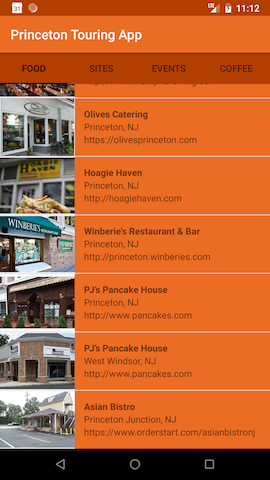 31
11:12
Princeton Touring App
FOOD SITES EVENTS COFFEE
Olives Catering
Princeton, NJ
https://olivesprinceton.com
HOAGIE HAVEN
Hoagie Haven
Princeton, NJ
http://hoagiehaven.com
WINBERIE'S
Winberie's Restaurant & Bar
Princeton, NJ
http://princeton.winberies.com
PJ's Pancake House
Princeton, NJ
http://www.pancakes.com
PJ's Pancake House
West Windsor, NJ
http://www.pancakes.com
Asian Bistro
Princeton Junction, NJ
https://www.orderstart.com/asianbistronj